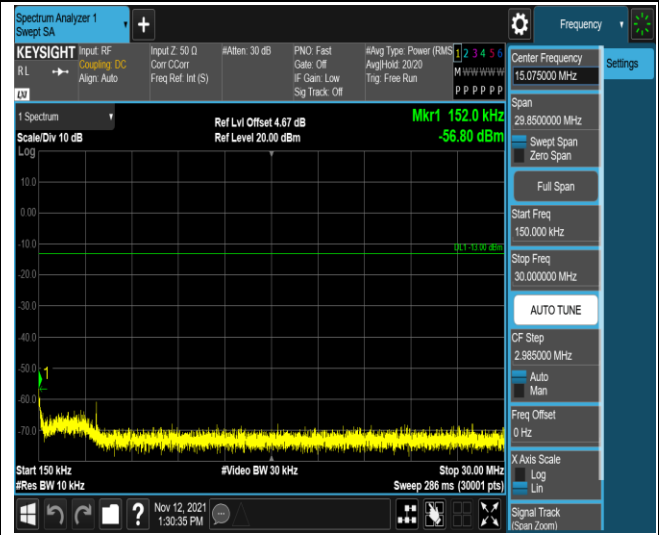 Spectrum Analyzer 1
Swept SA
Frequency
KEYSIGHT
RL
LXI
Input: RF
Coupling: DC
Align: Auto
Input Z: 50 Ω
Corr CCorr
Freq Ref: Int (S)
#Atten: 30 dB
PNO: Fast
Gate: Off
IF Gain: Low
Sig Track: Off
#Avg Type: Power (RMS
Avg|Hold: 20/20
Trig: Free Run
1 2 3 4 5 6
M W W W W W
P P P P P P
1 Spectrum
Scale/Div 10 dB
Log
Ref Lvl Offset 4.67 dB
Ref Level 20.00 dBm
Mkr1 152.0 kHz
-56.80 dBm
10.0
0.00
-10.0
DL1 -13.00 dBm
-20.0
-30.0
-40.0
-50.0
1
-60.0
-70.0
Start 150 kHz
#Res BW 10 kHz
#Video BW 30 kHz
Stop 30.00 MHz
Sweep 286 ms (30001 pts)
Center Frequency
15.075000 MHz
Settings
Span
29.8500000 MHz
Swept Span
Zero Span
Full Span
Start Freq
150.000 kHz
Stop Freq
30.000000 MHz
AUTO TUNE
CF Step
2.985000 MHz
Auto
Man
Freq Offset
0 Hz
X Axis Scale
Log
Lin
Signal Track
(Span Zoom)
?
Nov 12, 2021
1:30:35 PM